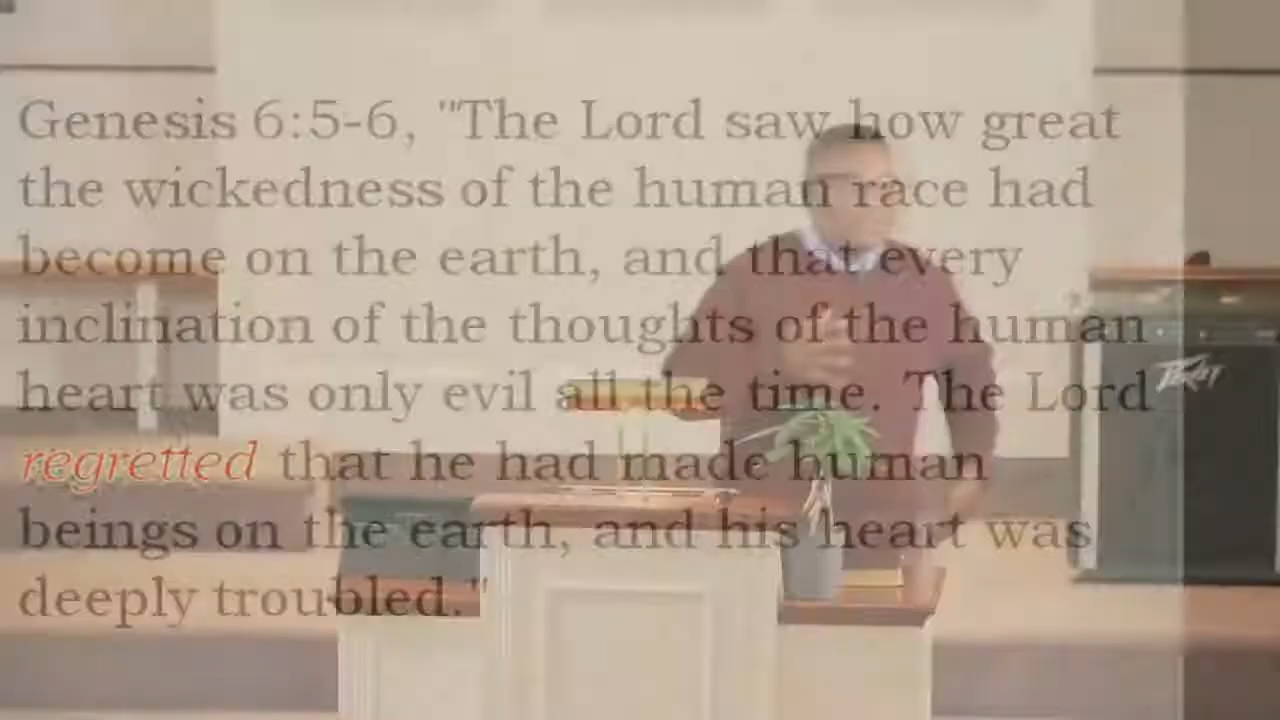 Genesis 6:5-6, "The Lord saw how great
the wickedness of the human race had
become on the earth, and that every
inclination of the thoughts of the human
heart was only evil all the time. The Lord
regretted that he had made human
beings on the earth, and his heart was
deeply troubled."
PEAVEY